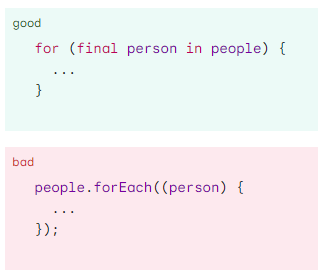 good
for (final person in people) {
...
}
bad
people.forEach((person) {
...
});